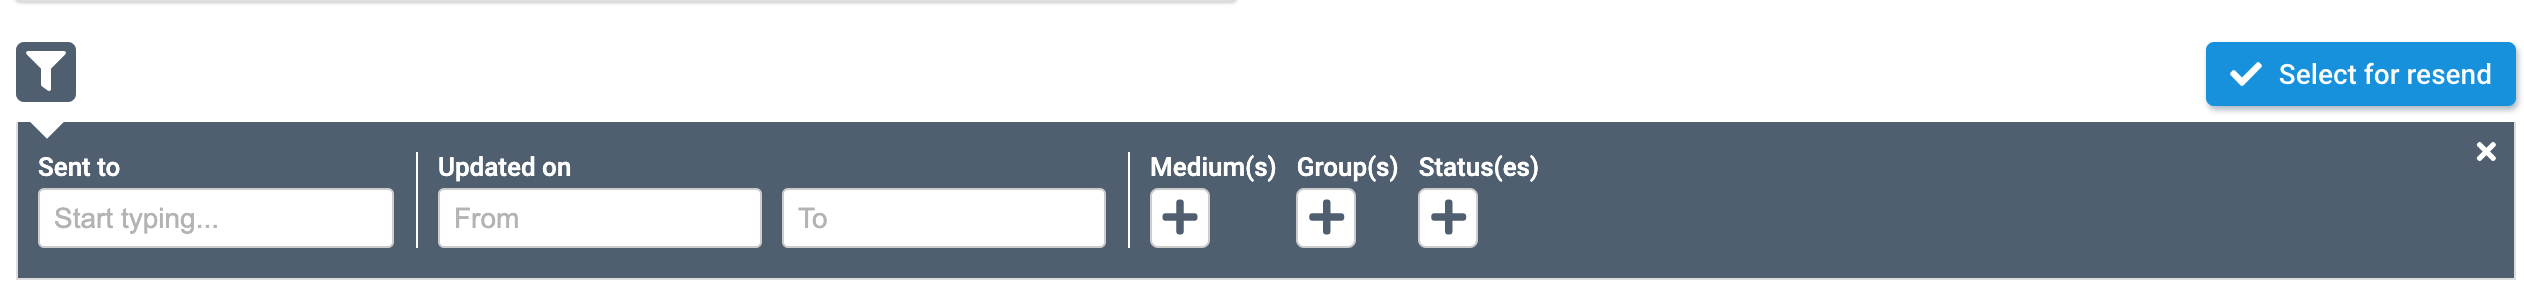 Select for resend
Sent to
Updated on
Medium(s)
Group(s)
Status(es)
Start typing...
From
To